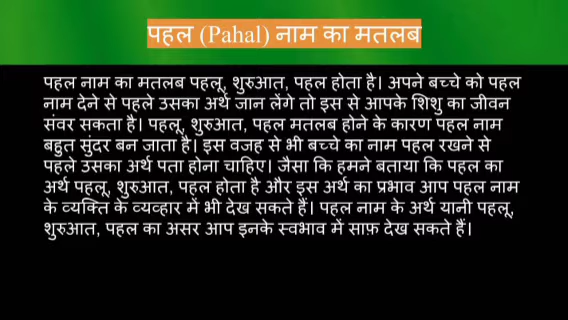 पहल (Pahal) नाम का मतलब
पहल नाम का मतलब पहलू, शुरुआत, पहल होता है। अपने बच्चे को पहल
नाम देने से पहले उसका अर्थ जान लेंगे तो इस से आपके शिशु का जीवन
संवर सकता है। पहलू, शुरुआत, पहल मतलब होने के कारण पहल नाम
बहुत सुंदर बन जाता है। इस वजह से भी बच्चे का नाम पहल रखने से
पहले उसका अर्थ पता होना चाहिए। जैसा कि हमने बताया कि पहल का
अर्थ पहलू, शुरुआत, पहल होता है और इस अर्थ का प्रभाव आप पहल नाम
के व्यक्ति के व्यव्हार में भी देख सकते हैं। पहल नाम के अर्थ यानी पहलू,
शुरुआत, पहल का असर आप इनके स्वभाव में साफ़ देख सकते हैं।